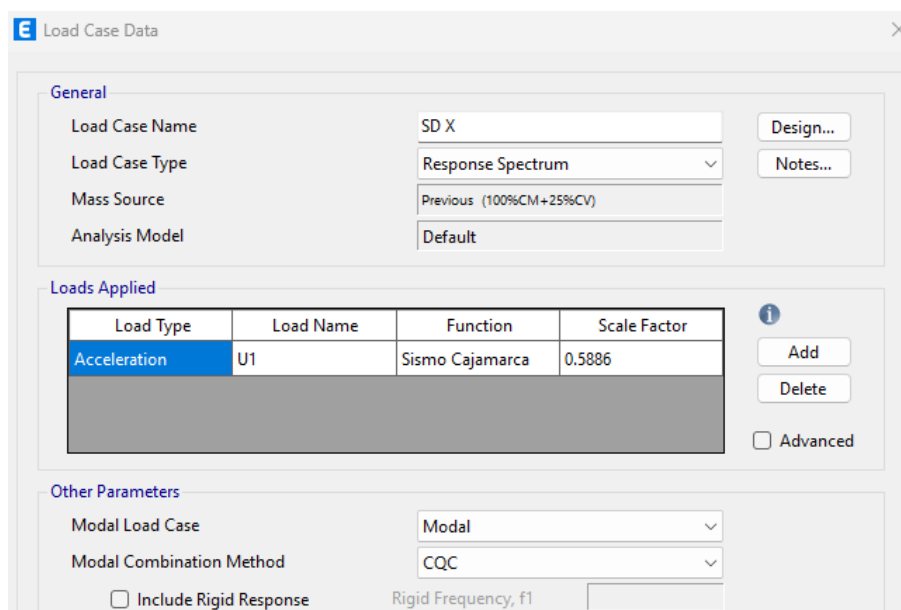 E Load Case Data
General
Load Case Name SD X Design...
Load Case Type Response Spectrum Notes...
Mass Source Previous (100%CM+25%CV)
Analysis Model Default
Loads Applied
Load Type Load Name Function Scale Factor
Acceleration U1 Sismo Cajamarca 0.5886
Add
Delete
Advanced
Other Parameters
Modal Load Case Modal
Modal Combination Method CQC
Include Rigid Response Rigid Frequency, f1